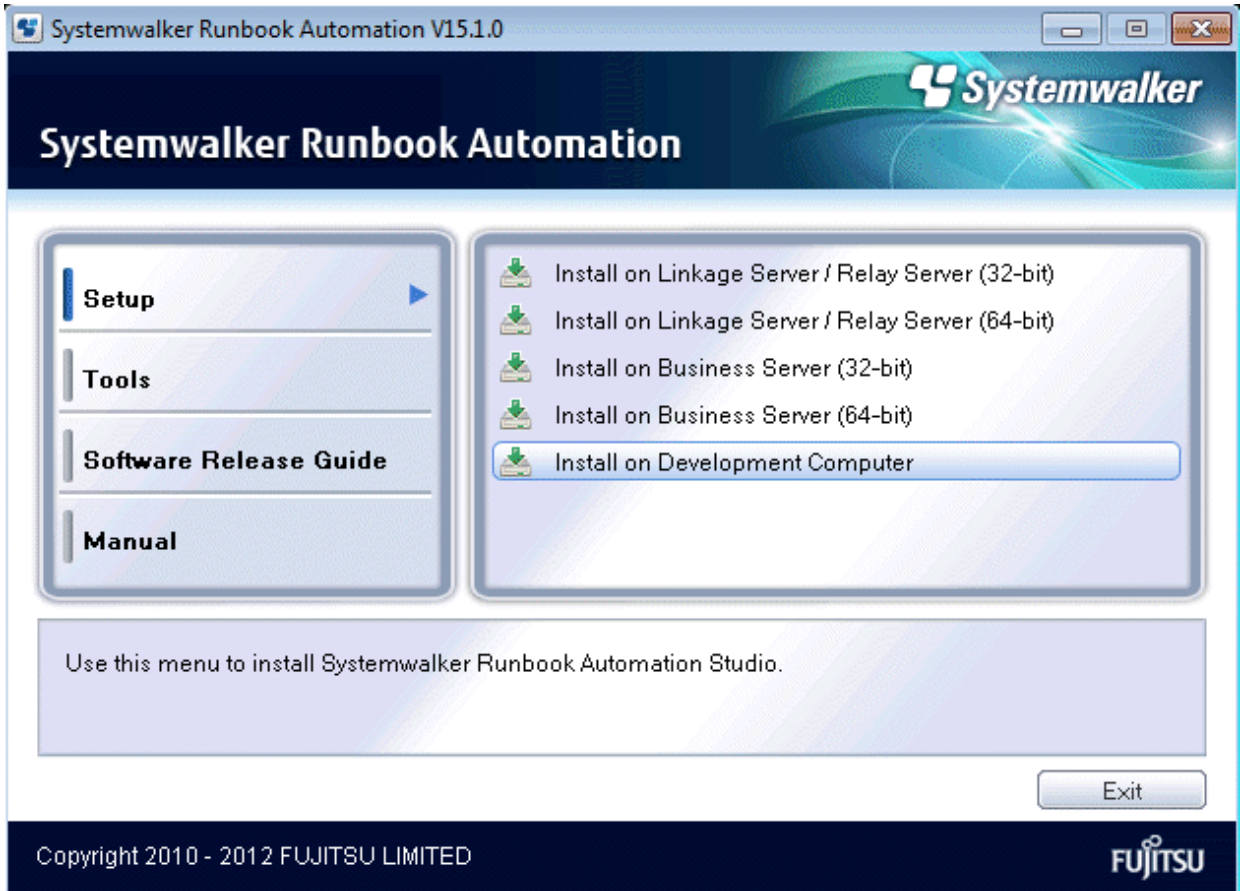 Systemwalker Runbook Automation V15.1.0
Systemwalker
Systemwalker Runbook Automation
Setup
Tools
Software Release Guide
Manual
Install on Linkage Server / Relay Server (32-bit)
Install on Linkage Server / Relay Server (64-bit)
Install on Business Server (32-bit)
Install on Business Server (64-bit)
Install on Development Computer
Use this menu to install Systemwalker Runbook Automation Studio.
Exit
Copyright 2010 - 2012 FUJITSU LIMITED
FUJITSU